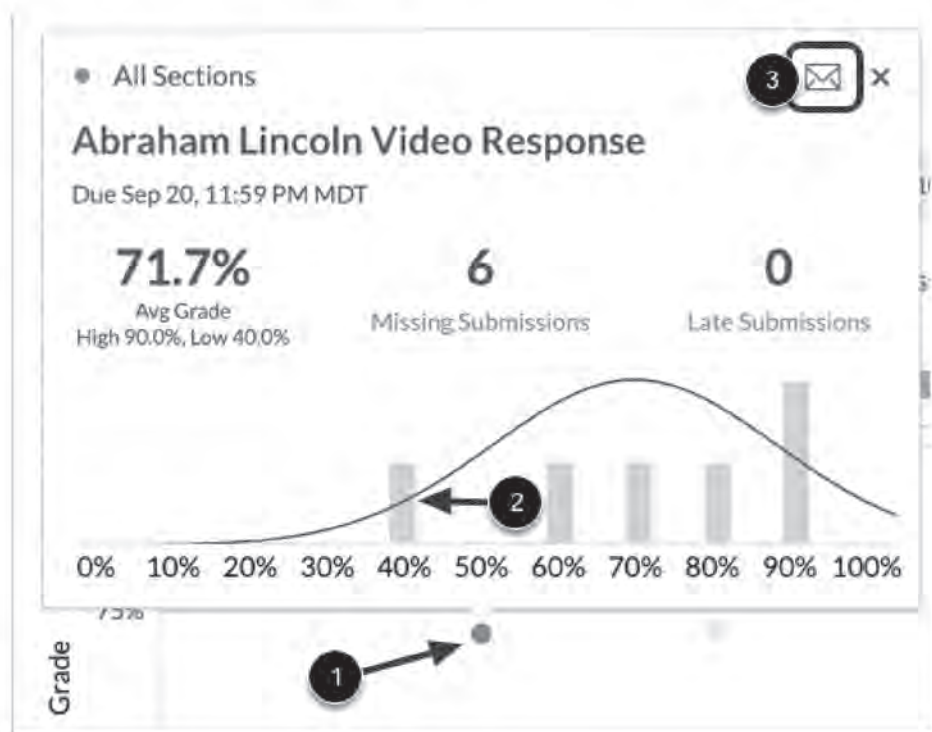 All Sections
3
×
Abraham Lincoln Video Response
Due Sep 20, 11:59 PM MDT
71.7%
Avg Grade
High 90.0%, Low 40.0%
6
Missing Submissions
0
Late Submissions
2
0% 10% 20% 30% 40% 50% 60% 70% 80% 90% 100%
75%
1
Grade